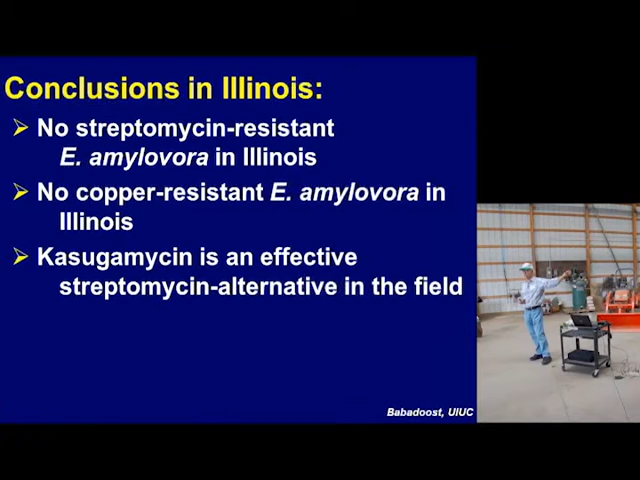 Conclusions in Illinois:
No streptomycin-resistant
E. amylovora in Illinois
No copper-resistant E. amylovora in
Illinois
Kasugamycin is an effective
streptomycin-alternative in the field
Babadoost, UIUC